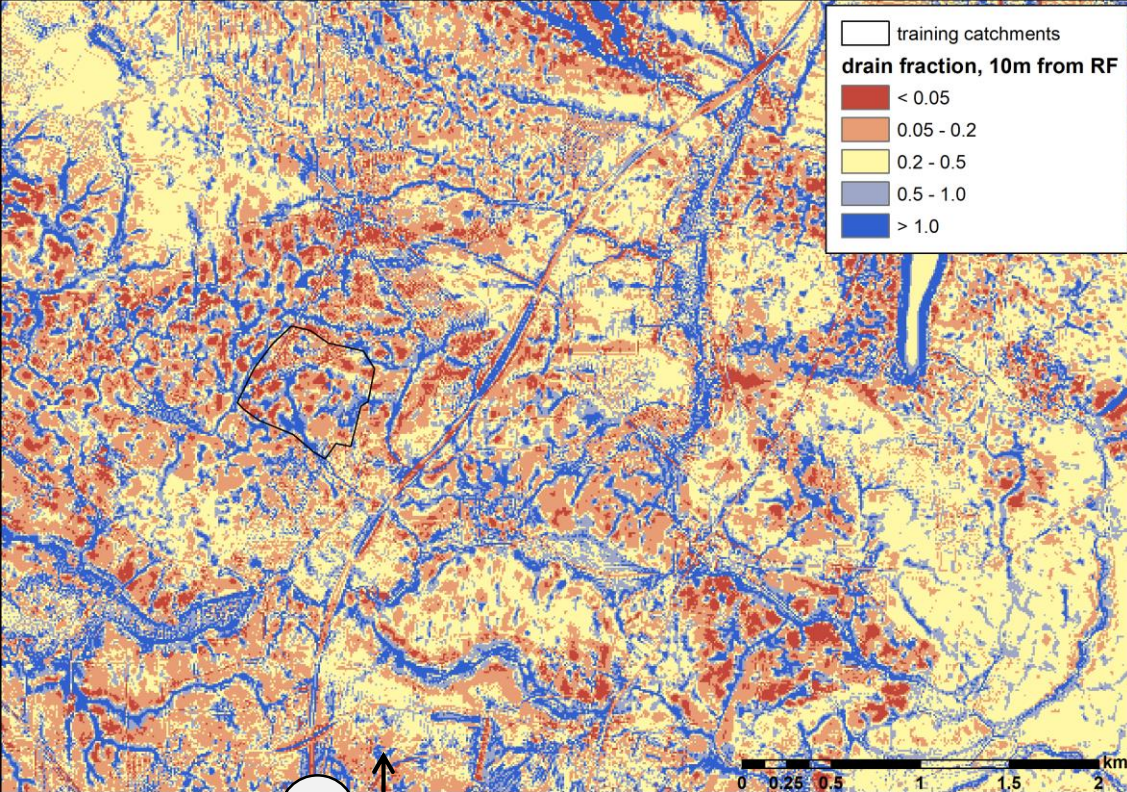 training catchments
drain fraction, 10m from RF
< 0.05
0.05 - 0.2
0.2 - 0.5
0.5 - 1.0
> 1.0
km
0 0.25 0.5 1 1.5 2